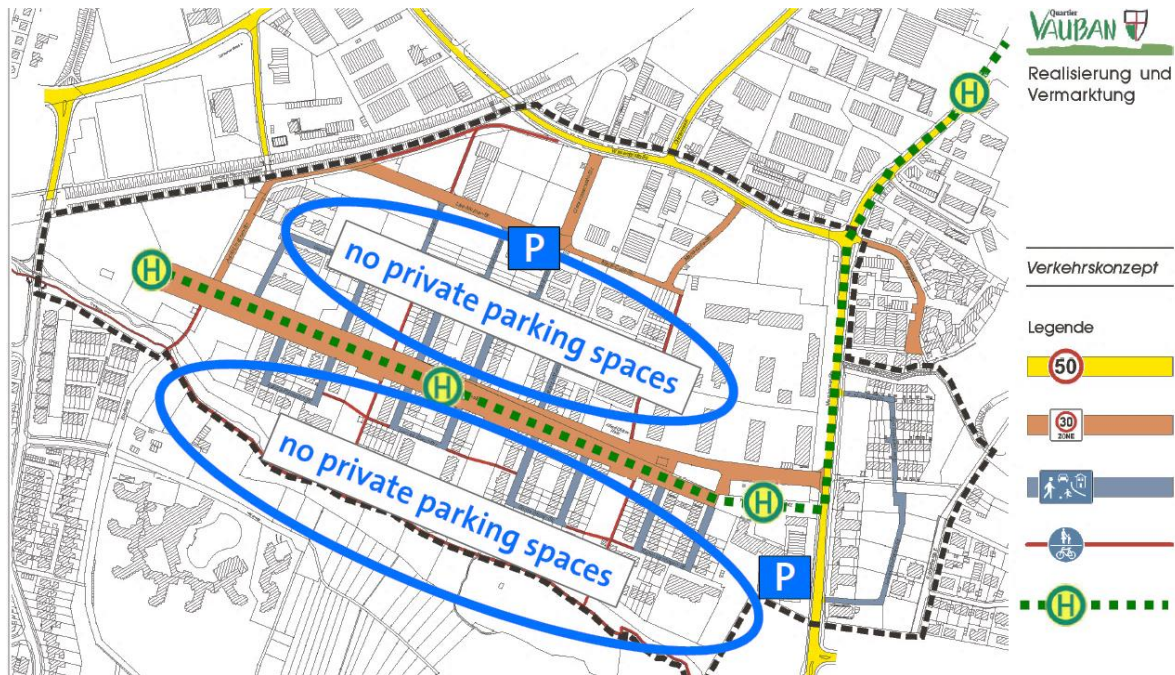 Quartier
VAUBAN
Realisierung und
Vermarktung
Verkehrskonzept
Legende
50
30
ZONE
H
H
H
H
H
P
no private parking spaces
no private parking spaces
P